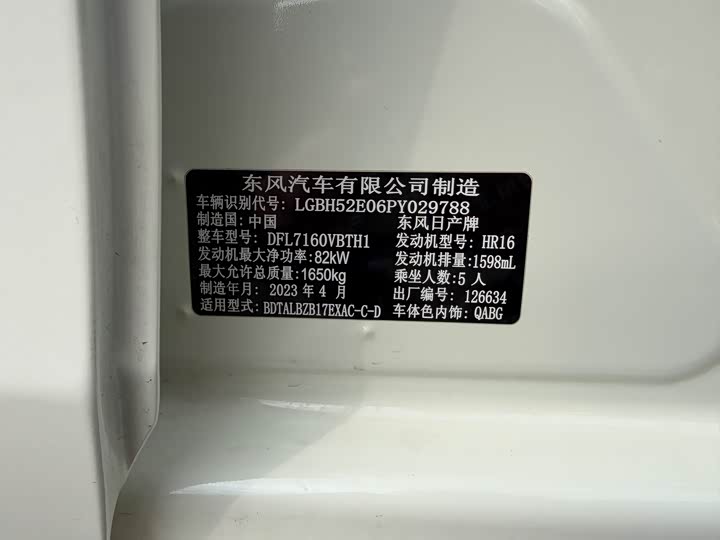 东风汽车有限公司制造
车辆识别代号: LGBH52E06PY029788
制造国: 中国 东风日产牌
整车型号: DFL7160VBTH1 发动机型号: HR16
发动机最大净功率: 82kW 发动机排量: 1598mL
最大允许总质量: 1650kg 乘坐人数: 5 人
制造年月: 2023 年 4 月 出厂编号: 126634
适用型式: BDTALBZB17EXAC-C-D 车体色内饰: QABG